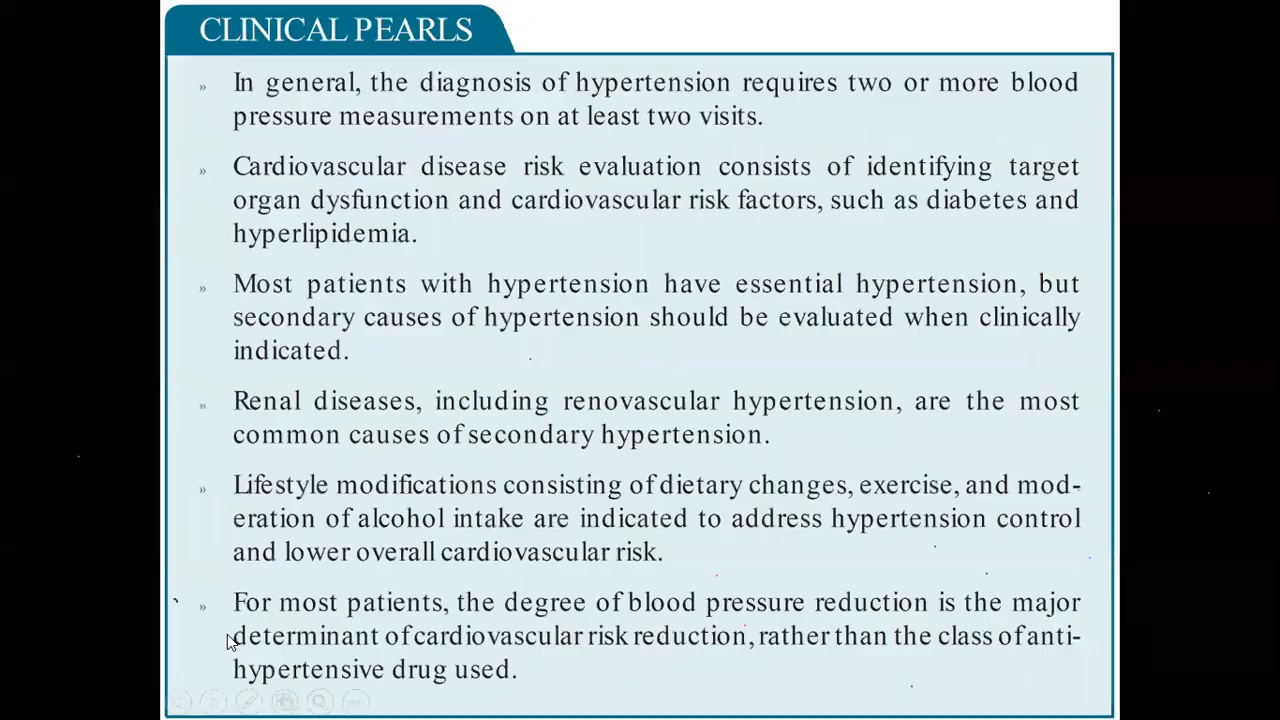 CLINICAL PEARLS
» In general, the diagnosis of hypertension requires two or more blood
pressure measurements on at least two visits.
» Cardiovascular disease risk evaluation consists of identifying target
organ dysfunction and cardiovascular risk factors, such as diabetes and
hyperlipidemia.
» Most patients with hypertension have essential hypertension, but
secondary causes of hypertension should be evaluated when clinically
indicated.
» Renal diseases, including renovascular hypertension, are the most
common causes of secondary hypertension.
» Lifestyle modifications consisting of dietary changes, exercise, and mod-
eration of alcohol intake are indicated to address hypertension control
and lower overall cardiovascular risk.
» For most patients, the degree of blood pressure reduction is the major
determinant of cardiovascular risk reduction, rather than the class of anti-
hypertensive drug used.